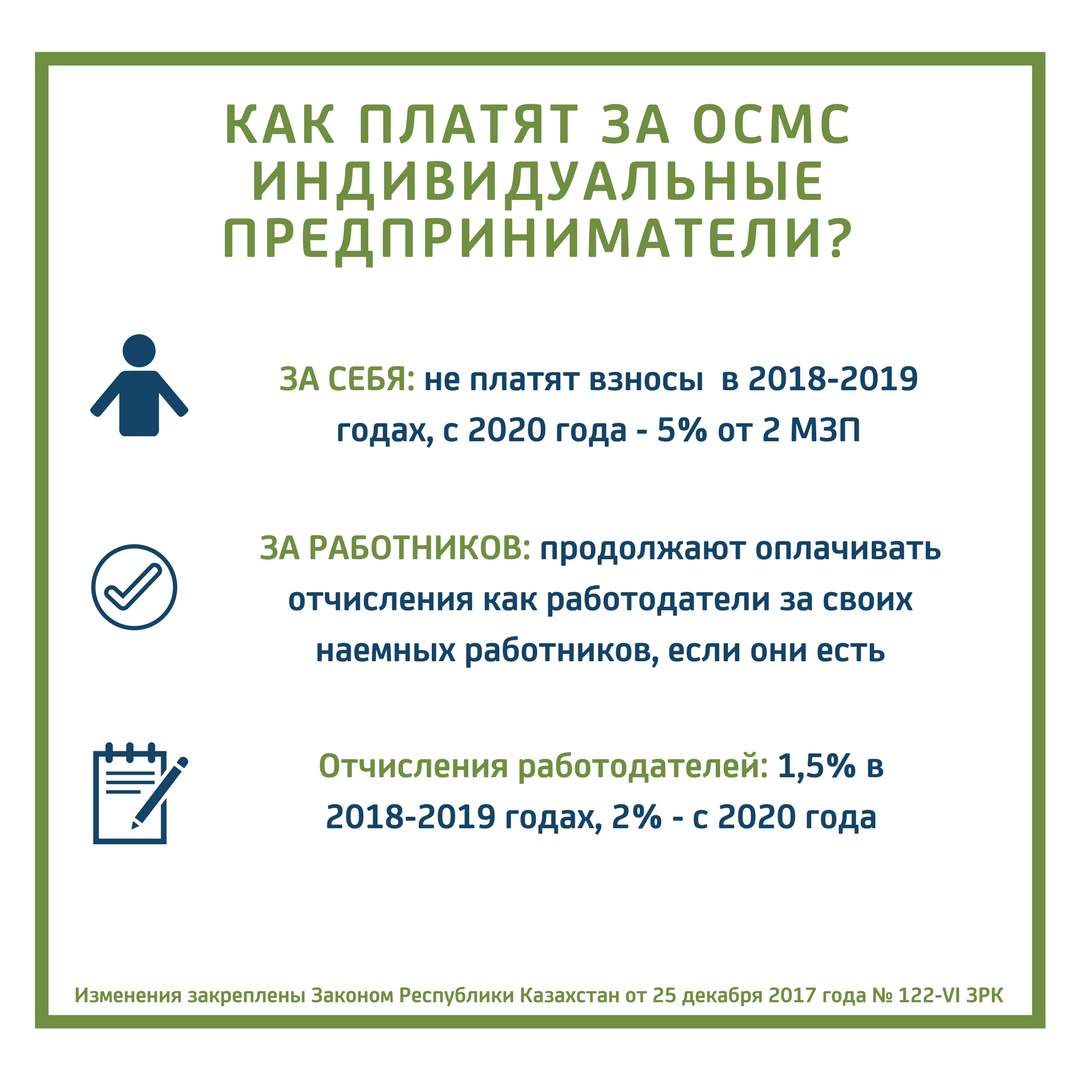 КАК ПЛАТЯТ ЗА ОСМС
ИНДИВИДУАЛЬНЫЕ
ПРЕДПРИНИМАТЕЛИ?
ЗА СЕБЯ: не платят взносы  в 2018-2019
годах, с 2020 года - 5% от 2 МЗП
ЗА РАБОТНИКОВ: продолжают оплачивать
отчисления как работодатели за своих
наемных работников, если они есть
Отчисления работодателей: 1,5% в
2018-2019 годах, 2% - с 2020 года
Изменения закреплены Законом Республики Казахстан от 25 декабря 2017 года № 122-VI ЗРК